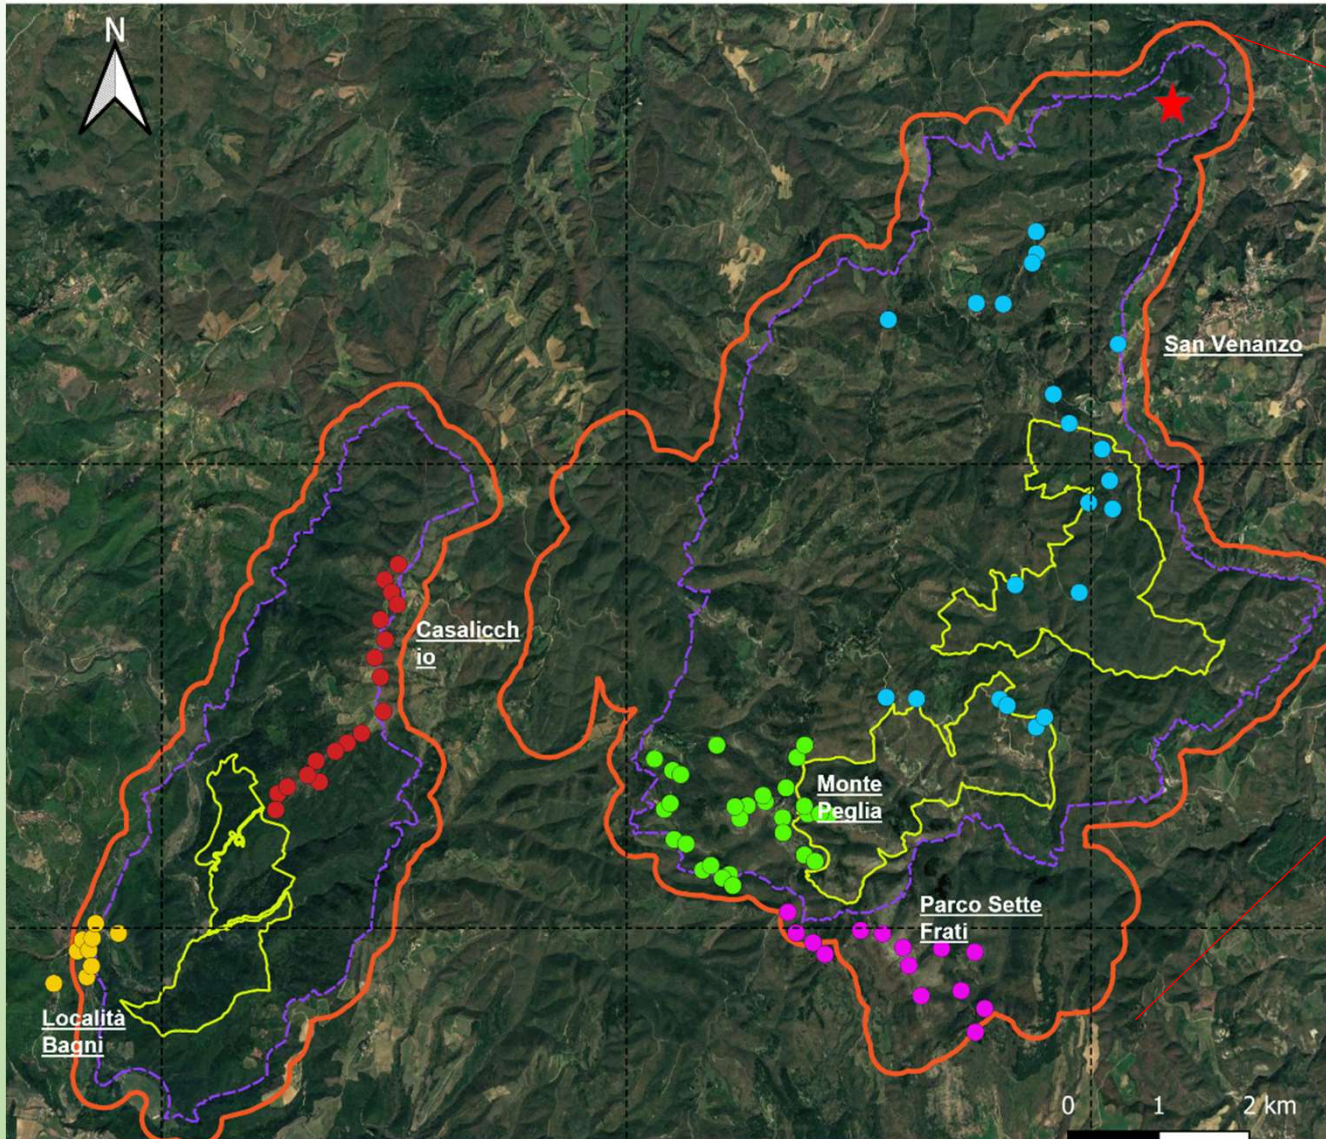 N
San Venanzo
Casalicch
io
Monte
Peglia
Parco Sette
Frati
Località
Bagni
0 1 2 km